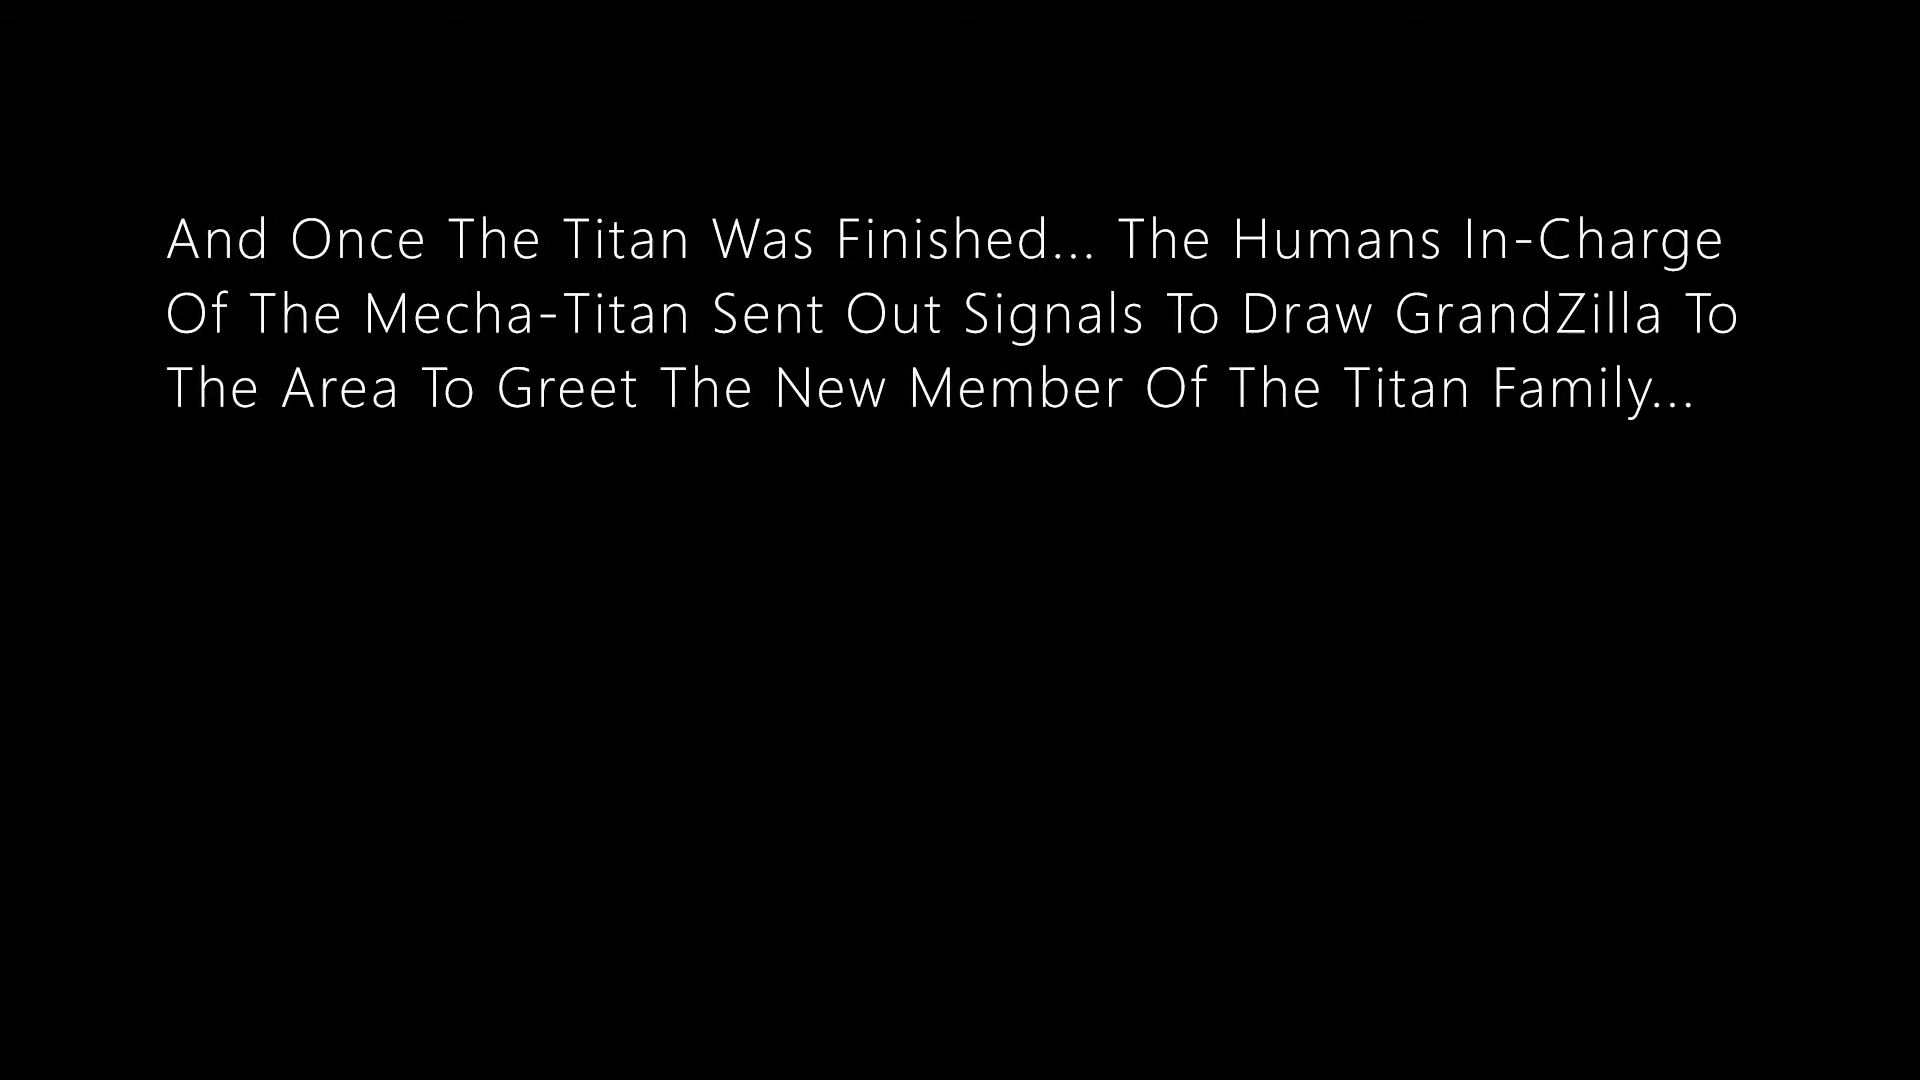 And Once The Titan Was Finished... The Humans In-Charge
Of The Mecha-Titan Sent Out Signals To Draw GrandZilla To
The Area To Greet The New Member Of The Titan Family...